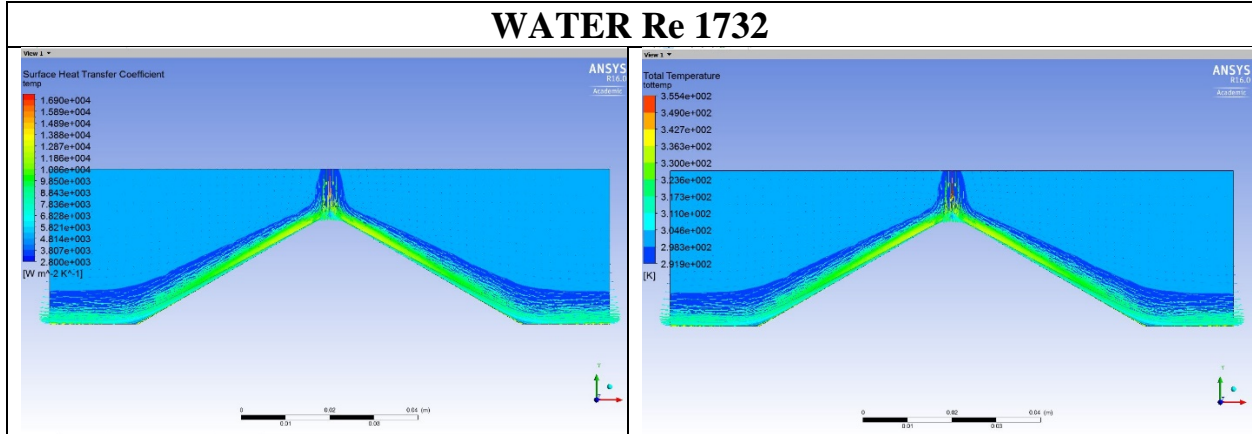 WATER Re 1732
View 1
Surface Heat Transfer Coefficient
temp
1.690e+004
1.589e+004
1.489e+004
1.388e+004
1.287e+004
1.186e+004
1.086e+004
9.850e+003
8.843e+003
7.836e+003
6.828e+003
5.821e+003
4.814e+003
3.807e+003
2.800e+003
[W m^-2 K^-1]
ANSYS
R16.0
Academic
Y
0.02
0.04 (m)
0.01
0.03
View 1
Total Temperature
tottemp
3.554e+002
3.490e+002
3.427e+002
3.363e+002
3.300e+002
3.236e+002
3.173e+002
3.110e+002
3.046e+002
2.983e+002
2.919e+002
[K]
ANSYS
R16.0
Academic
Y
0.02
0.04 (m)
0.01
0.03